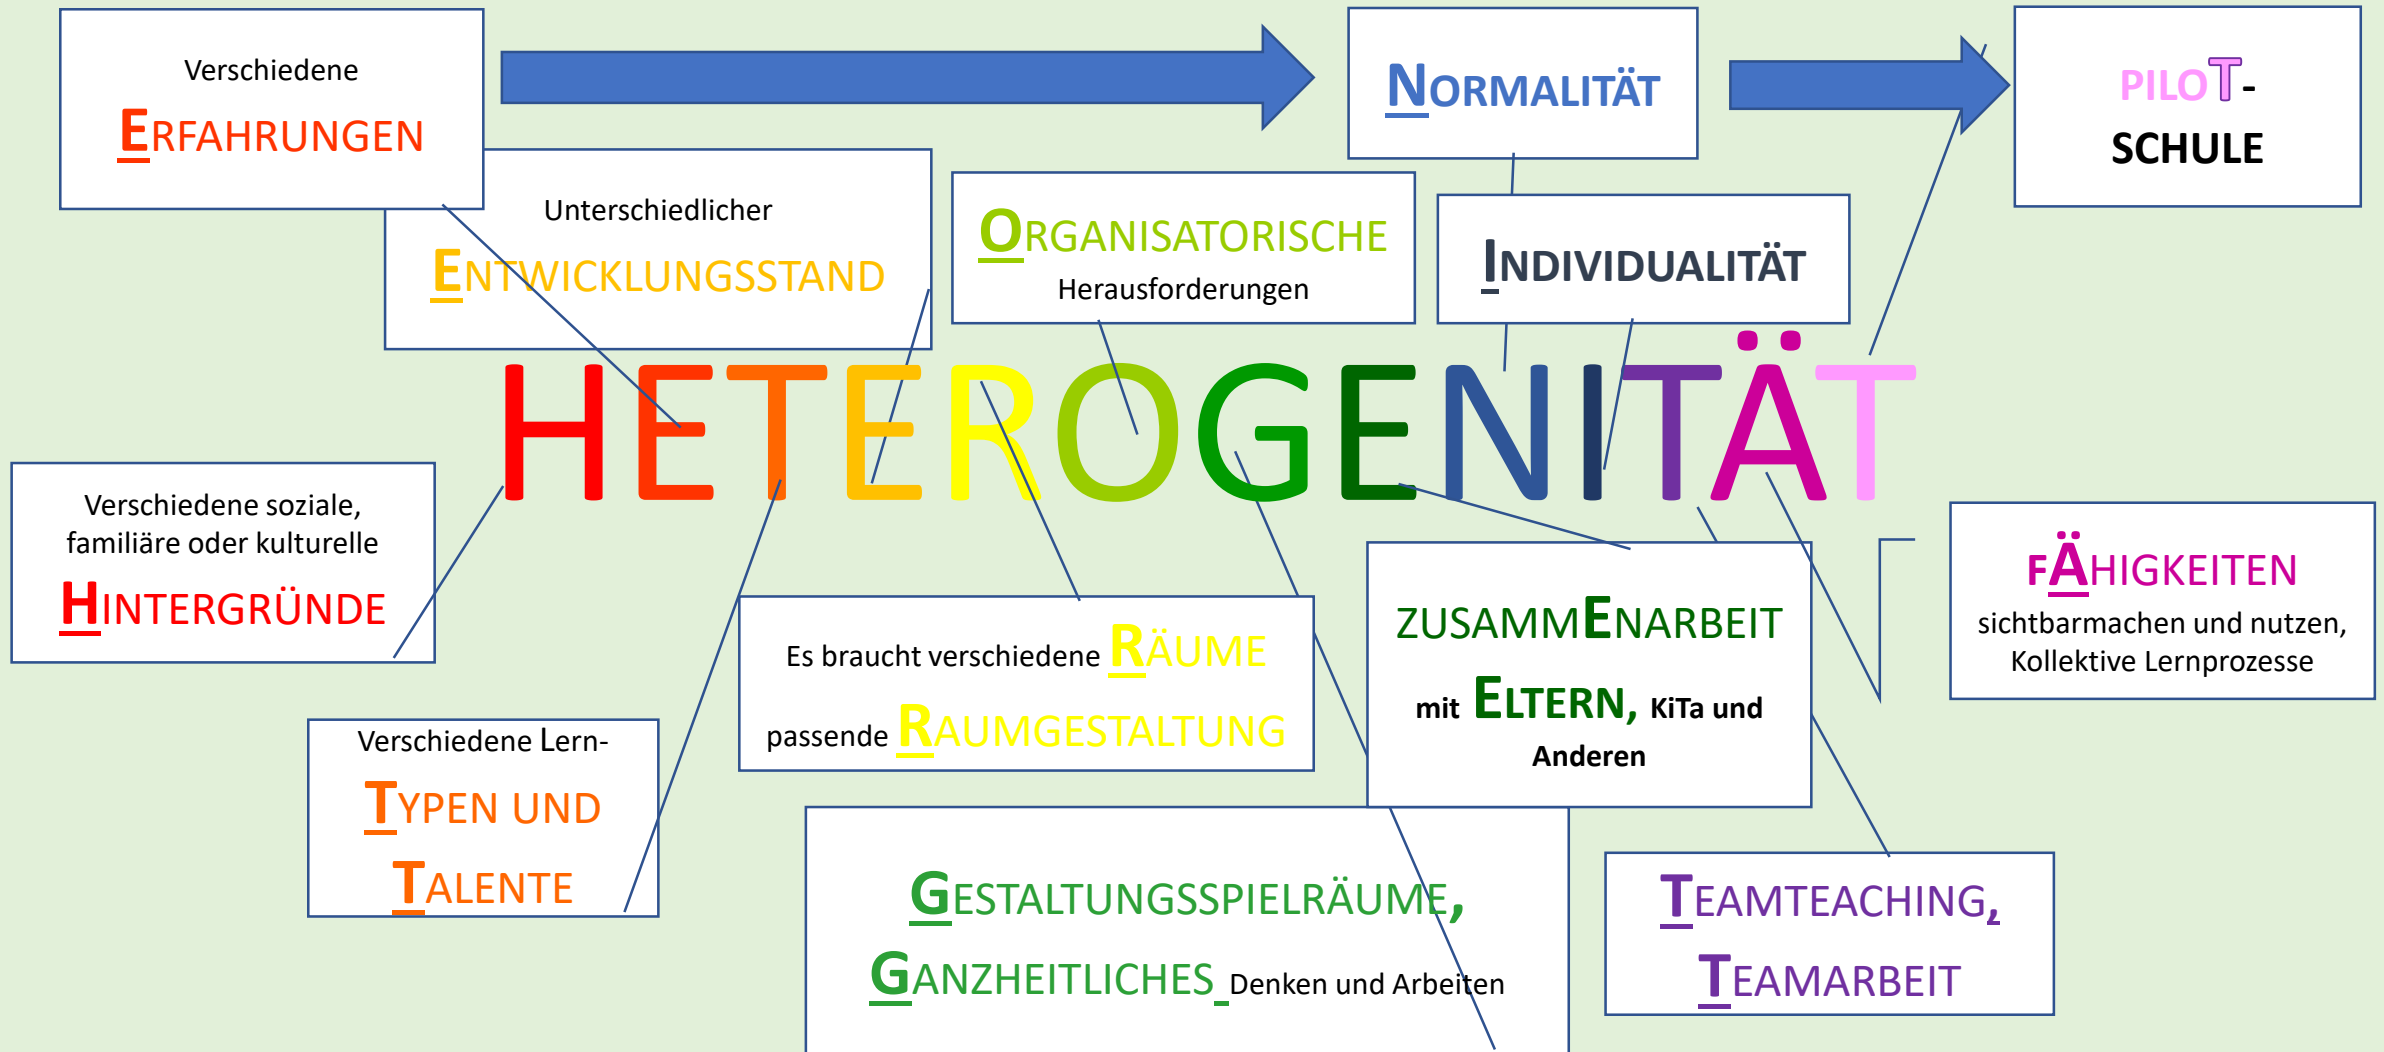 Verschiedene
ERFAHRUNGEN
NORMALITÄT
PILOT-
SCHULE
Unterschiedlicher
ENTWICKLUNGSSTAND
ORGANISATORISCHE
Herausforderungen
INDIVIDUALITÄT
HETEROGENITÄT
Verschiedene soziale,
familiäre oder kulturelle
HINTERGRÜNDE
Verschiedene Lern-
TYPEN UND
TALENTE
Es braucht verschiedene RÄUME
passende RAUMGESTALTUNG
ZUSAMMENARBEIT
mit ELTERN, KiTa und
Anderen
FÄHIGKEITEN
sichtbarmachen und nutzen,
Kollektive Lernprozesse
GESTALTUNGSSPIELRÄUME,
GANZHEITLICHES Denken und Arbeiten
TEAMTEACHING,
TEAMARBEIT